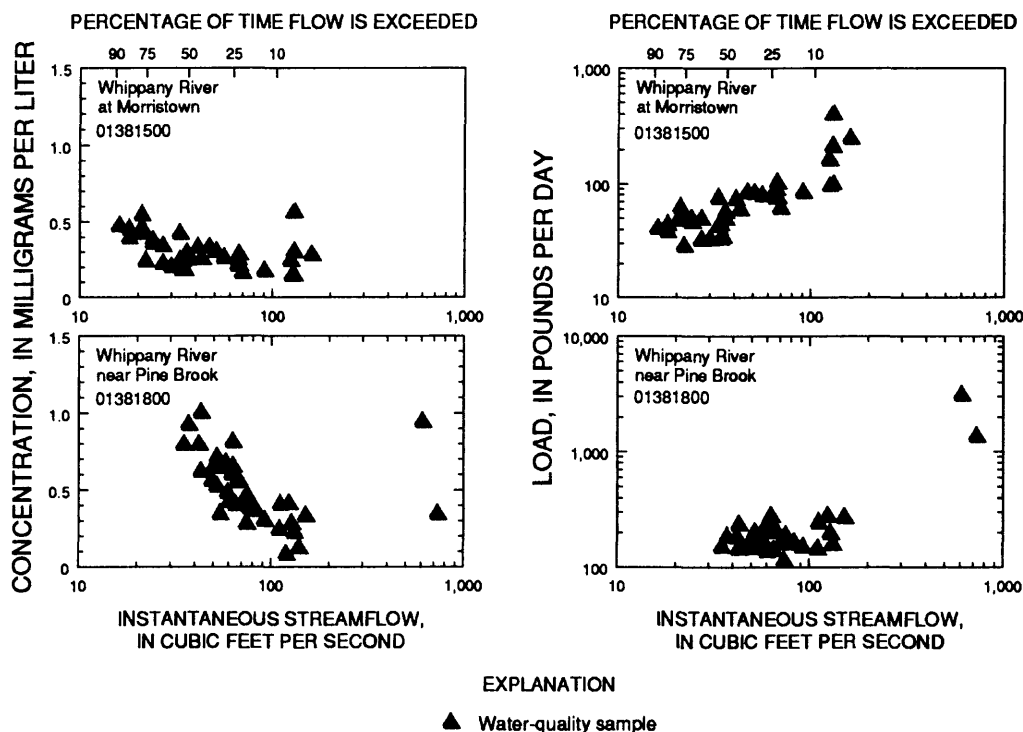 PERCENTAGE OF TIME FLOW IS EXCEEDED
90 75 50 25 10
CONCENTRATION, IN MILLIGRAMS PER LITER
1.5
1.0
0.5
0
Whippany River
at Morristown
01381500
10 100 1,000
1.5
1.0
0.5
0
Whippany River
near Pine Brook
01381800
10 100 1,000
INSTANTANEOUS STREAMFLOW,
IN CUBIC FEET PER SECOND
PERCENTAGE OF TIME FLOW IS EXCEEDED
90 75 50 25 10
LOAD, IN POUNDS PER DAY
1,000
100
10
Whippany River
at Morristown
01381500
10 100 1,000
10,000
1,000
100
Whippany River
near Pine Brook
01381800
10 100 1,000
INSTANTANEOUS STREAMFLOW,
IN CUBIC FEET PER SECOND
EXPLANATION
Water-quality sample